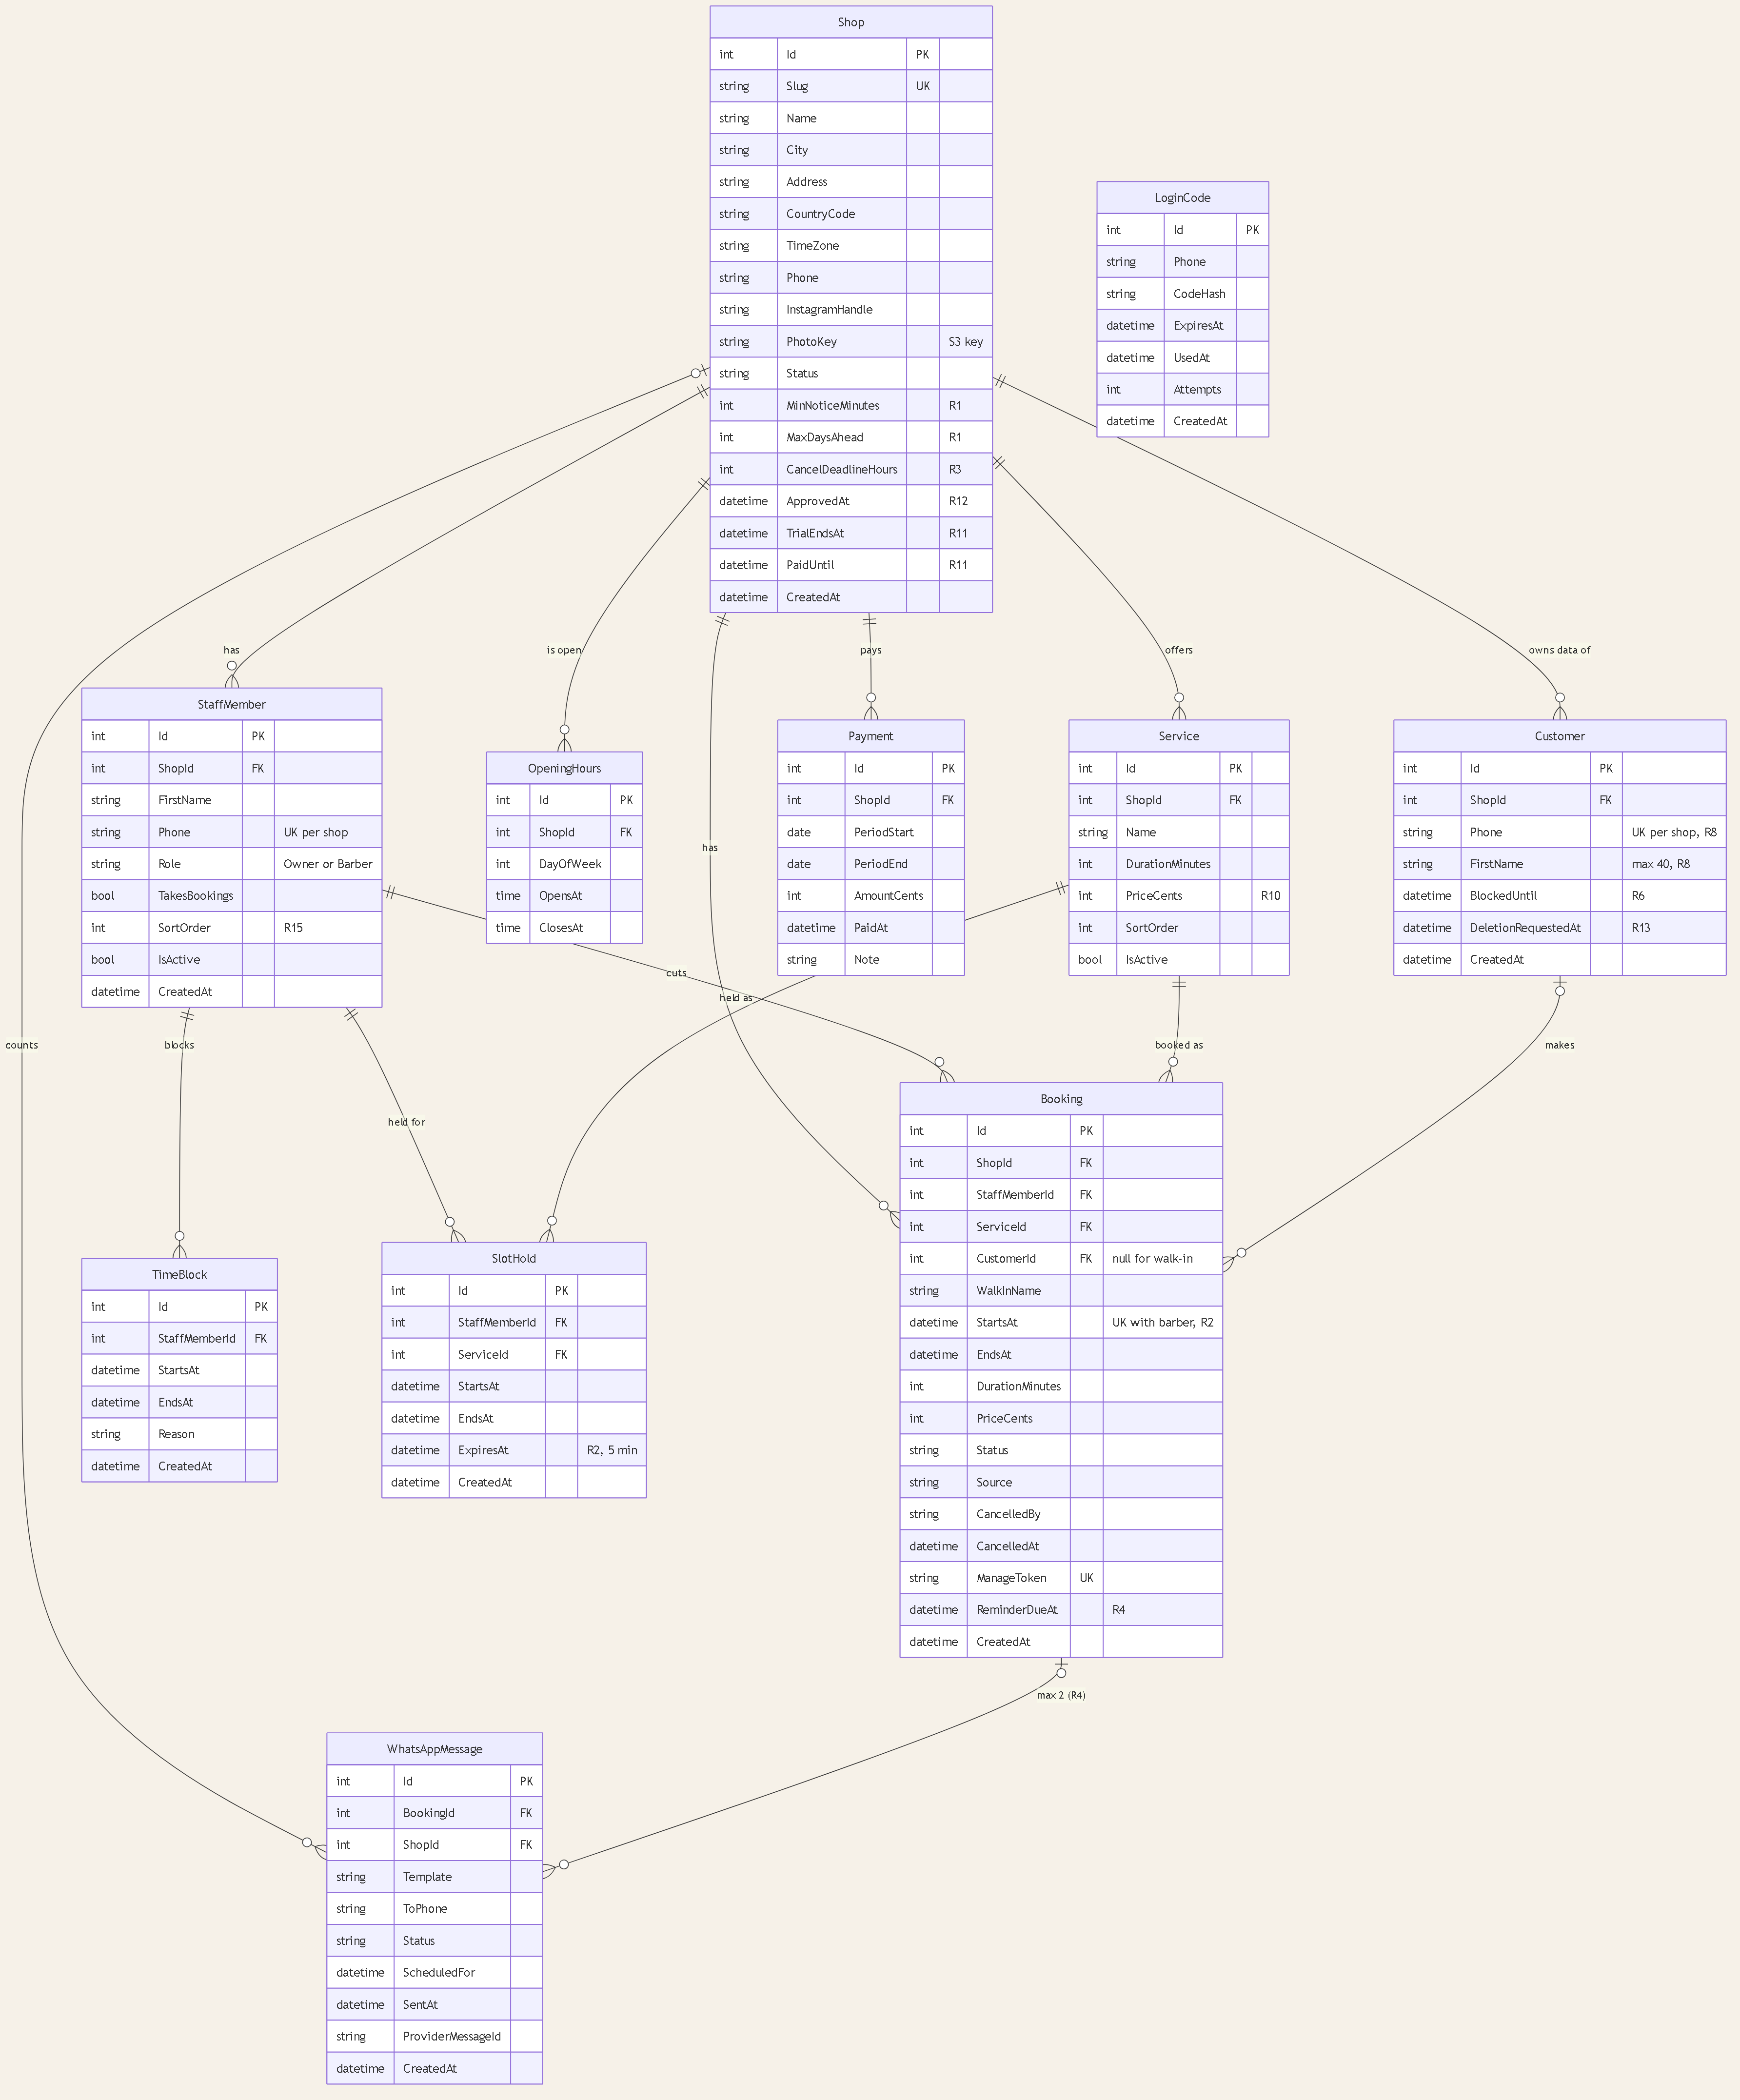 Shop
int Id PK
string Slug UK
string Name
string City
string Address
string CountryCode
string TimeZone
string Phone
string InstagramHandle
string PhotoKey S3 key
string Status
int MinNoticeMinutes R1
int MaxDaysAhead R1
int CancelDeadlineHours R3
datetime ApprovedAt R12
datetime TrialEndsAt R11
datetime PaidUntil R11
datetime CreatedAt
LoginCode
int Id PK
string Phone
string CodeHash
datetime ExpiresAt
datetime UsedAt
int Attempts
datetime CreatedAt
has
is open
pays
offers
owns data of
StaffMember
int Id PK
int ShopId FK
string FirstName
string Phone UK per shop
string Role Owner or Barber
bool TakesBookings
int SortOrder R15
bool IsActive
datetime CreatedAt
OpeningHours
int Id PK
int ShopId FK
int DayOfWeek
time OpensAt
time ClosesAt
has
Payment
int Id PK
int ShopId FK
date PeriodStart
date PeriodEnd
int AmountCents
datetime PaidAt
string Note
Service
int Id PK
int ShopId FK
string Name
int DurationMinutes
int PriceCents R10
int SortOrder
bool IsActive
Customer
int Id PK
int ShopId FK
string Phone UK per shop, R8
string FirstName max 40, R8
datetime BlockedUntil R6
datetime DeletionRequestedAt R13
datetime CreatedAt
cuts
held as
counts
blocks
booked as
makes
held for
TimeBlock
int Id PK
int StaffMemberId FK
datetime StartsAt
datetime EndsAt
string Reason
datetime CreatedAt
SlotHold
int Id PK
int StaffMemberId FK
int ServiceId FK
datetime StartsAt
datetime EndsAt
datetime ExpiresAt R2, 5 min
datetime CreatedAt
Booking
int Id PK
int ShopId FK
int StaffMemberId FK
int ServiceId FK
int CustomerId FK null for walk-in
string WalkInName
datetime StartsAt UK with barber, R2
datetime EndsAt
int DurationMinutes
int PriceCents
string Status
string Source
string CancelledBy
datetime CancelledAt
string ManageToken UK
datetime ReminderDueAt R4
datetime CreatedAt
max 2 (R4)
WhatsAppMessage
int Id PK
int BookingId FK
int ShopId FK
string Template
string ToPhone
string Status
datetime ScheduledFor
datetime SentAt
string ProviderMessageId
datetime CreatedAt